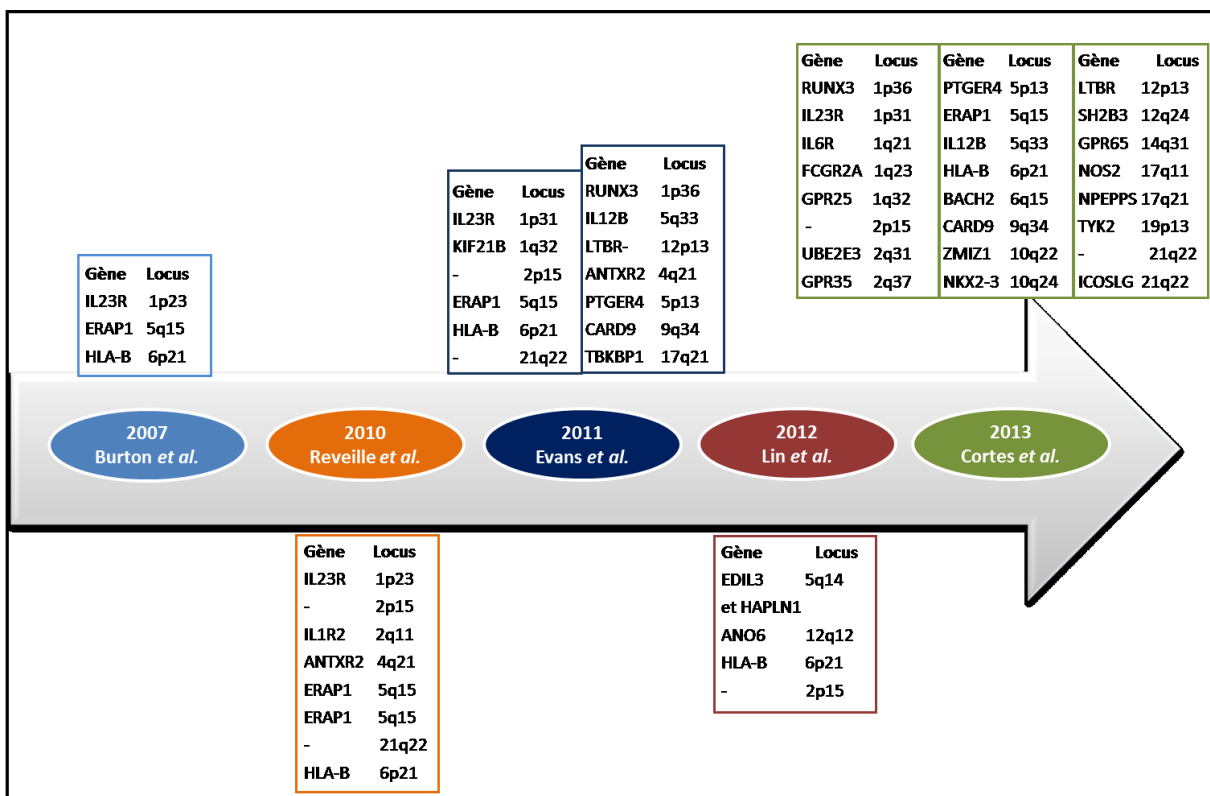 Gène Locus
IL23R 1p23
ERAP1 5q15
HLA-B 6p21
Gène Locus
IL23R 1p31
KIF21B 1q32
- 2p15
ERAP1 5q15
HLA-B 6p21
- 21q22
Gène Locus
RUNX3 1p36
IL12B 5q33
LTBR- 12p13
ANTXR2 4q21
PTGER4 5p13
CARD9 9q34
TBKBP1 17q21
Gène Locus
RUNX3 1p36
IL23R 1p31
IL6R 1q21
FCGR2A 1q23
GPR25 1q32
- 2p15
UBE2E3 2q31
GPR35 2q37
Gène Locus
PTGER4 5p13
ERAP1 5q15
IL12B 5q33
HLA-B 6p21
BACH2 6q15
CARD9 9q34
ZMIZ1 10q22
NKX2-3 10q24
Gène Locus
LTBR 12p13
SH2B3 12q24
GPR65 14q31
NOS2 17q11
NPEPPS 17q21
TYK2 19p13
- 21q22
ICOSLG 21q22
2007
Burton et al.
2010
Reveille et al.
2011
Evans et al.
2012
Lin et al.
2013
Cortes et al.
Gène Locus
IL23R 1p23
- 2p15
IL1R2 2q11
ANTXR2 4q21
ERAP1 5q15
ERAP1 5q15
- 21q22
HLA-B 6p21
Gène Locus
EDIL3 5q14
et HAPLN1
ANO6 12q12
HLA-B 6p21
- 2p15